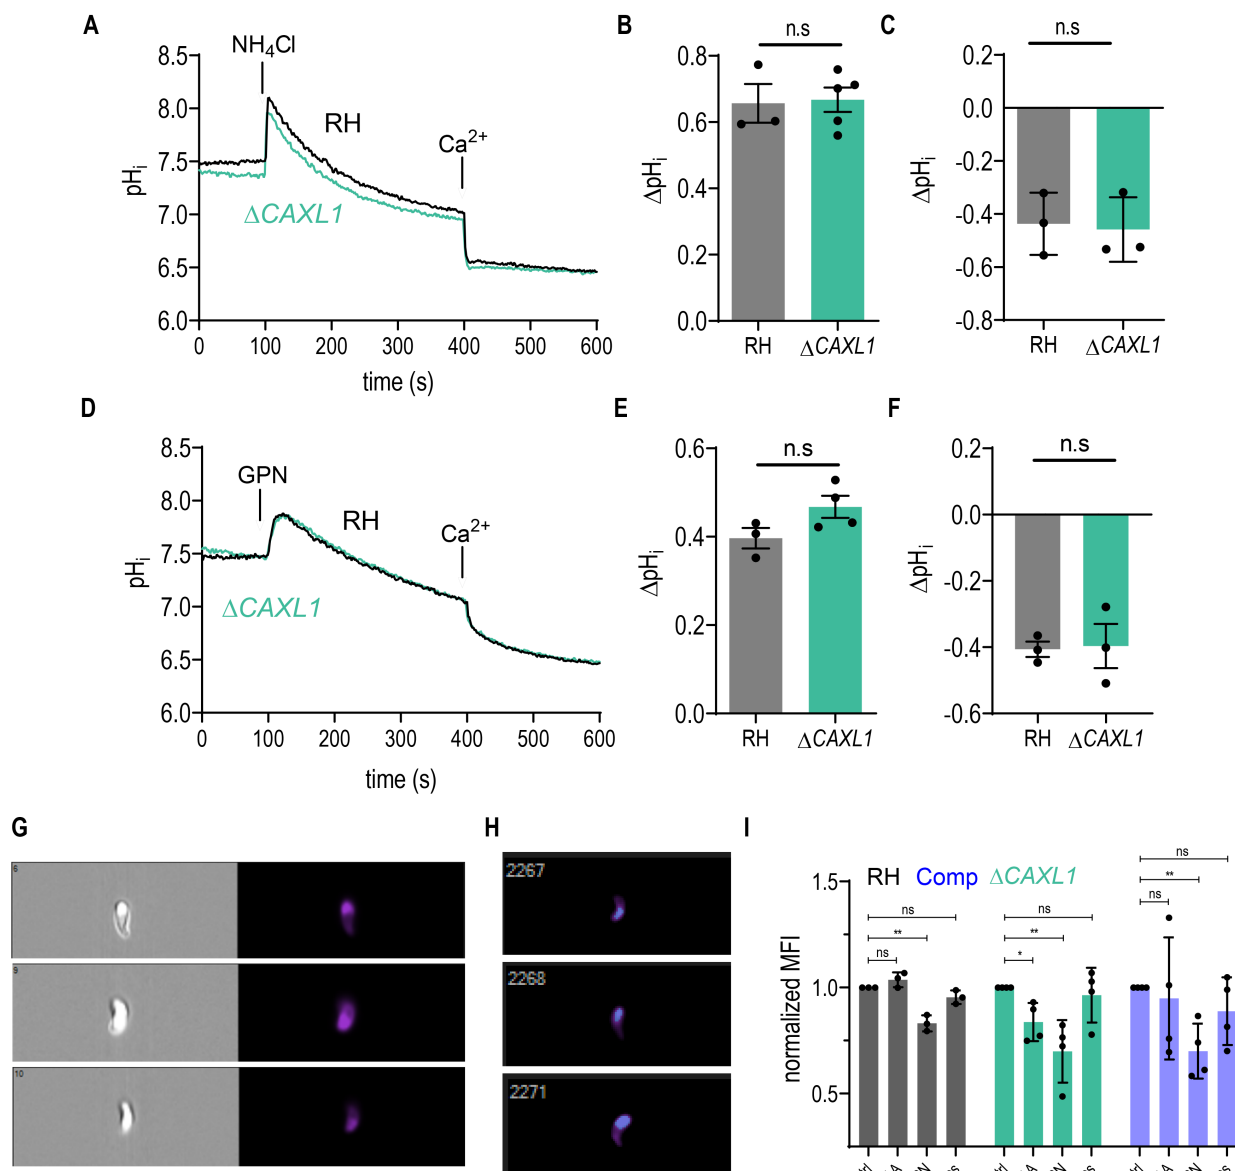 A
NH4Cl
8.5
8.0
7.5
7.0
6.5
6.0
pHi
RH
ΔCAXL1
Ca2+
0 100 200 300 400 500 600
time (s)
B
n.s
0.8
0.6
0.4
0.2
0.0
ΔpHi
RH ΔCAXL1
C
n.s
0.2
0.0
-0.2
-0.4
-0.6
-0.8
ΔpHi
RH ΔCAXL1
D
GPN
8.5
8.0
7.5
7.0
6.5
6.0
pHi
RH
ΔCAXL1
Ca2+
0 100 200 300 400 500 600
time (s)
E
n.s
0.6
0.4
0.2
0.0
ΔpHi
RH ΔCAXL1
F
n.s
0.2
0.0
-0.2
-0.4
-0.6
ΔpHi
RH ΔCAXL1
G
6
9
10
H
2267
2268
2271
I
RH Comp ΔCAXL1
1.5
1.0
0.5
normalized MFI
ns
**
ns
ns
**
*
ns
**
ns